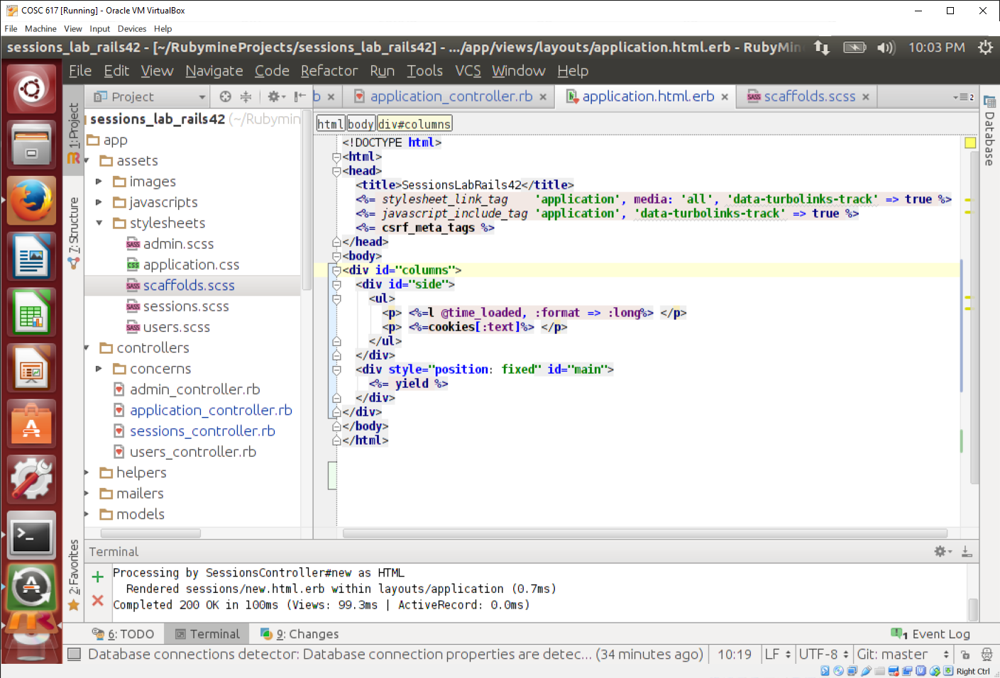 COSC 617 [Running] - Oracle VM VirtualBox
File Machine View Input Devices Help
sessions_lab_rails42 - [~/RubymineProjects/sessions_lab_rails42] - .../app/views/layouts/application.html.erb - RubyMine 10:03 PM
File Edit View Navigate Code Refactor Run Tools VCS Window Help
Project
b
application_controller.rb
application.html.erb
scaffolds.scss
2
1: Project
7: Structure
2: Favorites
Database
sessions_lab_rails42 (~/Rubymin
app
assets
images
javascripts
stylesheets
admin.scss
application.css
scaffolds.scss
sessions.scss
users.scss
controllers
concerns
admin_controller.rb
application_controller.rb
sessions_controller.rb
users_controller.rb
helpers
mailers
models
html body div#columns
<!DOCTYPE html>
<html>
<head>
<title>SessionsLabRails42</title>
<%= stylesheet_link_tag    'application', media: 'all', 'data-turbolinks-track' => true %>
<%= javascript_include_tag 'application', 'data-turbolinks-track' => true %>
<%= csrf_meta_tags %>
</head>
<body>
<div id="columns">
<div id="side">
<ul>
<p> <%=l @time_loaded, :format => :long%> </p>
<p> <%=cookies[:text]%> </p>
</ul>
</div>
<div style="position: fixed" id="main">
<%= yield %>
</div>
</div>
</body>
</html>
Terminal
Processing by SessionsController#new as HTML
Rendered sessions/new.html.erb within layouts/application (0.7ms)
Completed 200 OK in 100ms (Views: 99.3ms | ActiveRecord: 0.0ms)
6: TODO Terminal 9: Changes 1 Event Log
Database connections detector: Database connection properties are detec... (34 minutes ago) 10:19 LF UTF-8 Git: master
Right Ctrl